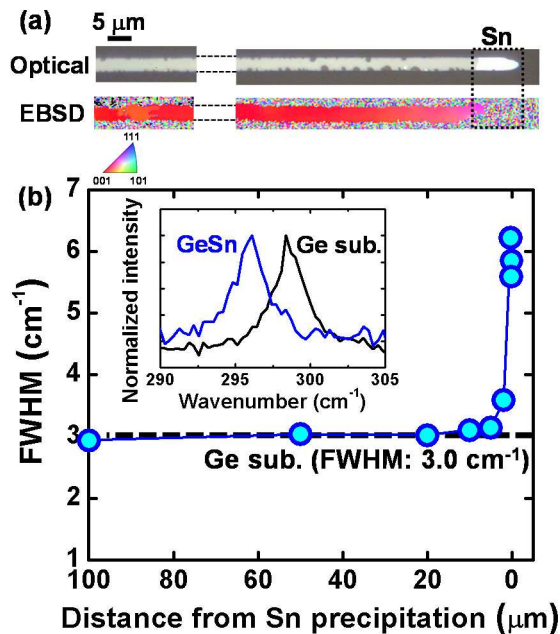 (a) 5 μm Sn
Optical
EBSD
111
001 101
(b)
7
6
5
4
3
2
1
FWHM (cm-1)
Normalized intensity
GeSn Ge sub.
290 295 300 305
Wavenumber (cm-1)
Ge sub. (FWHM: 3.0 cm-1)
100 80 60 40 20 0
Distance from Sn precipitation (μm)